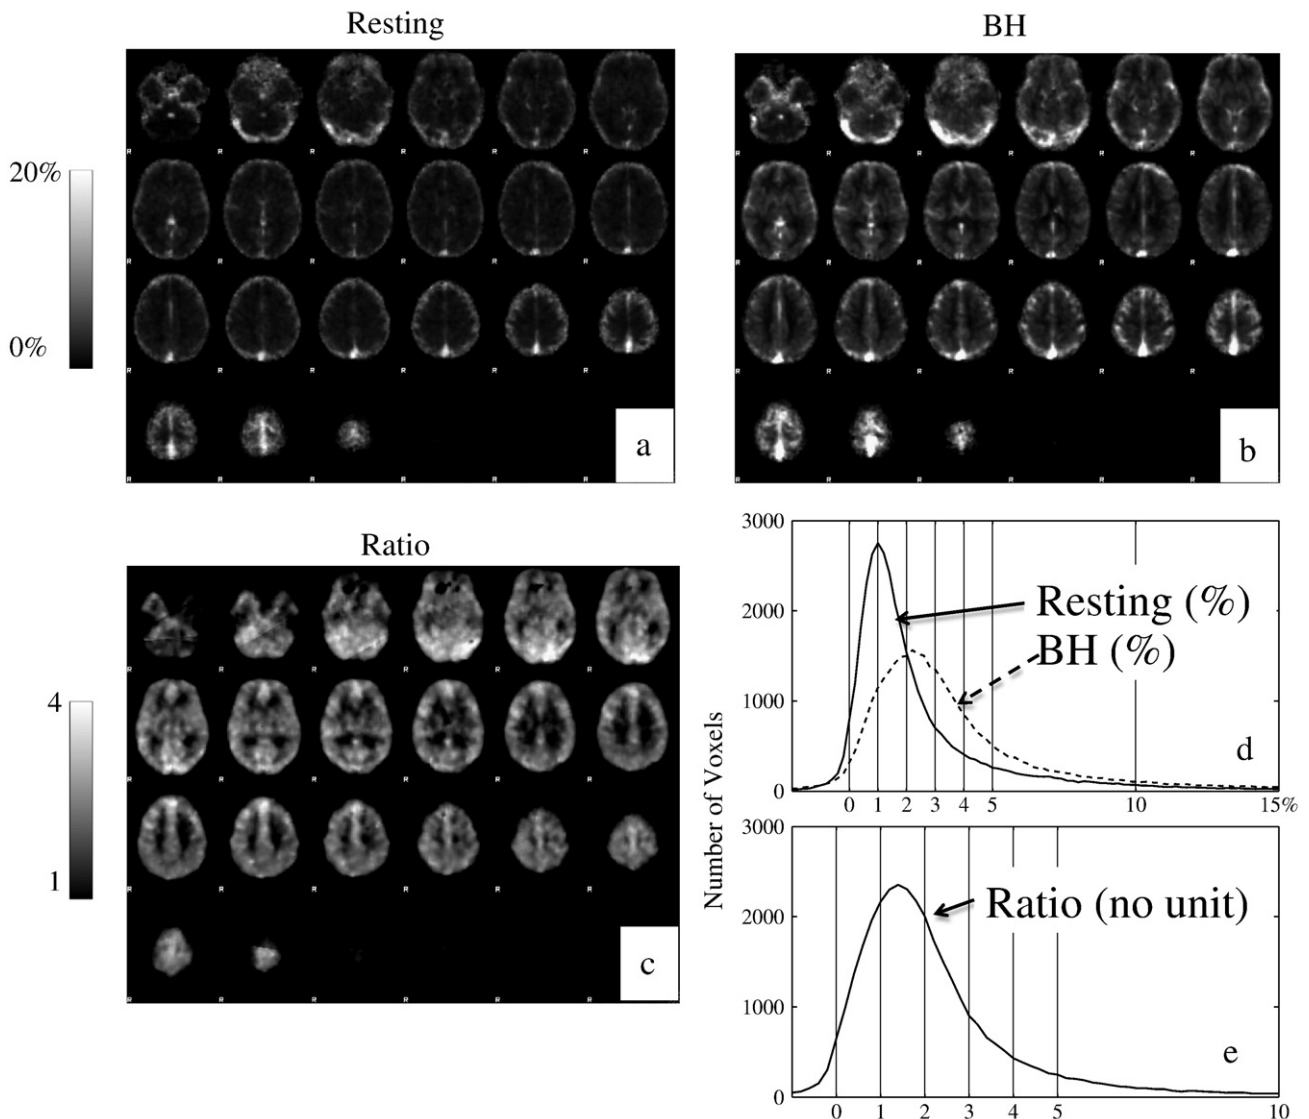 Resting
BH
20%
0%
a
b
Ratio
4
1
c
Number of Voxels
3000
2000
1000
0
Resting (%)
BH (%)
d
0 1 2 3 4 5 10 15%
3000
2000
1000
0
Ratio (no unit)
e
0 1 2 3 4 5 10